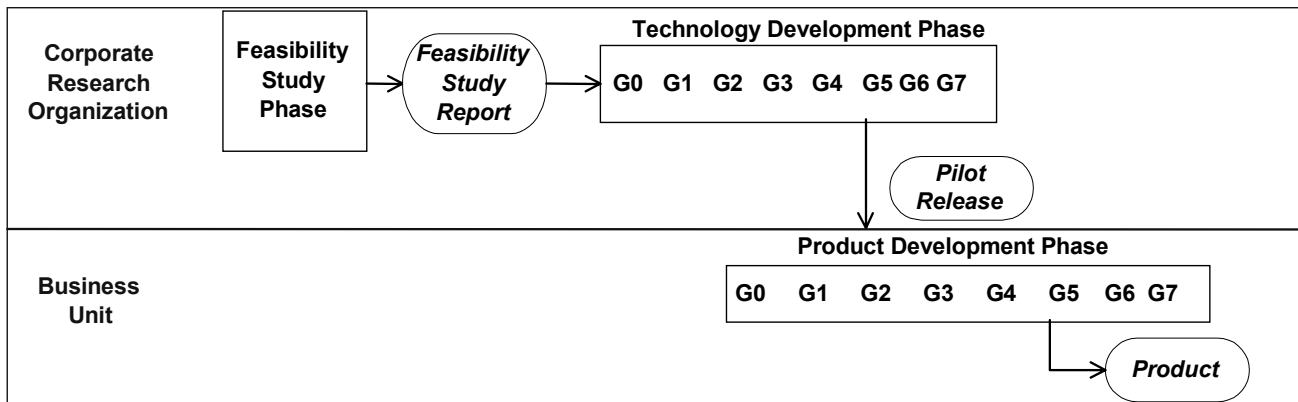 Corporate
Research
Organization
Feasibility
Study
Phase
Feasibility
Study
Report
Technology Development Phase
G0 G1 G2 G3 G4 G5 G6 G7
Pilot
Release
Business
Unit
Product Development Phase
G0 G1 G2 G3 G4 G5 G6 G7
Product